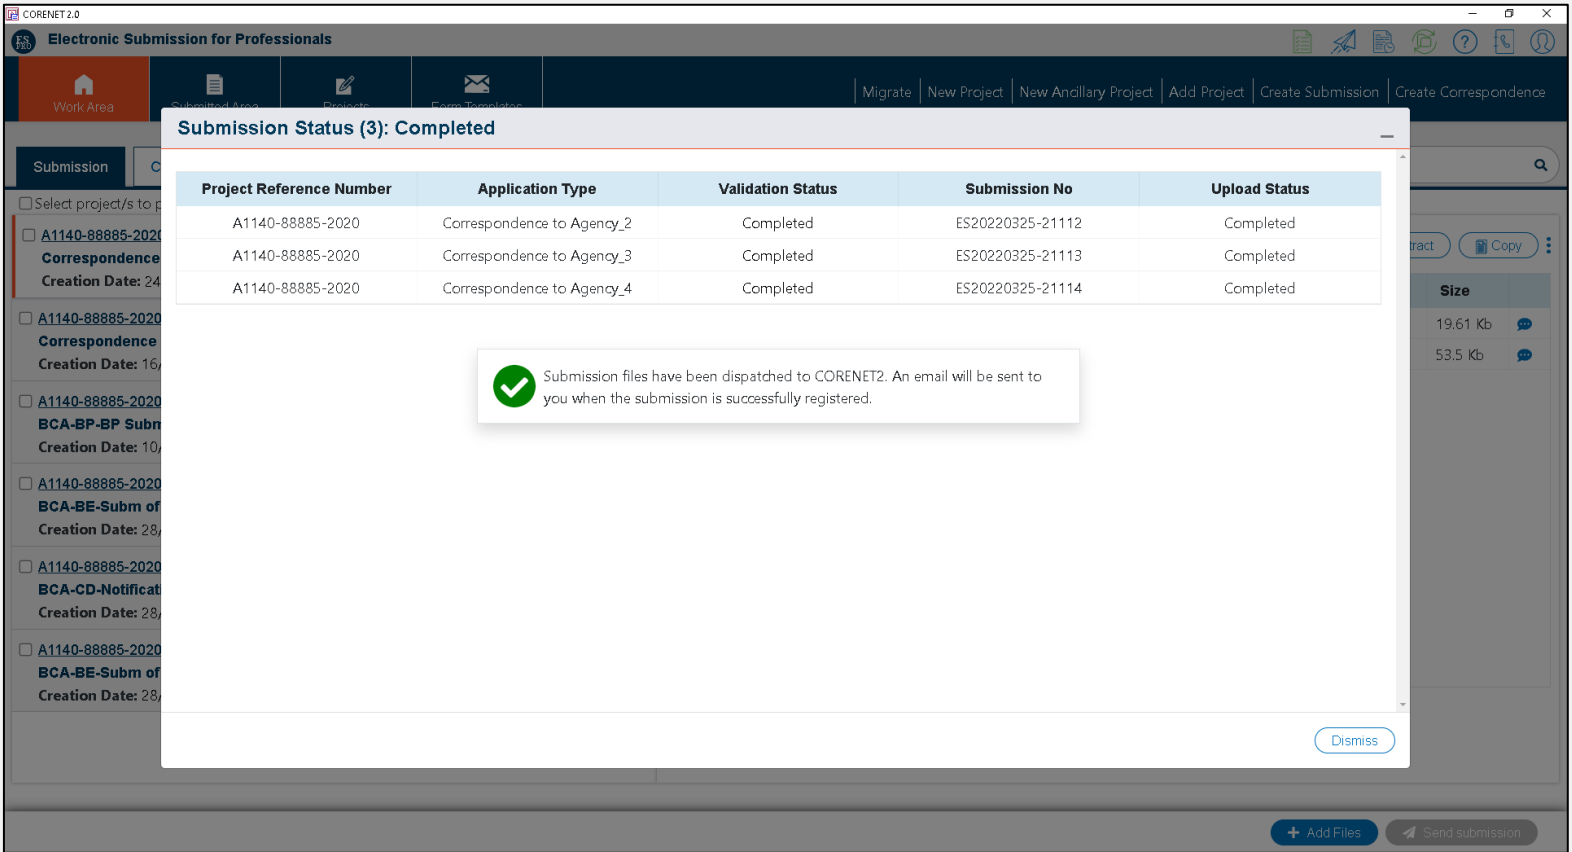 CORENET 2.0
Electronic Submission for Professionals
Work Area
Submitted Area
Projects
Form Templates
Migrate
New Project
New Ancillary Project
Add Project
Create Submission
Create Correspondence
Submission Status (3): Completed
Submission
C
Select project/s to p
Project Reference Number Application Type Validation Status Submission No Upload Status
A1140-88885-2020 Correspondence to Agency_2 Completed ES20220325-21112 Completed
A1140-88885-2020 Correspondence to Agency_3 Completed ES20220325-21113 Completed
A1140-88885-2020 Correspondence to Agency_4 Completed ES20220325-21114 Completed
Submission files have been dispatched to CORENET2. An email will be sent to
you when the submission is successfully registered.
A1140-88885-2020
Correspondence
Creation Date: 24
A1140-88885-2020
Correspondence
Creation Date: 16/
A1140-88885-2020
BCA-BP-BP Subm
Creation Date: 10/
A1140-88885-2020
BCA-BE-Subm of
Creation Date: 28/
A1140-88885-2020
BCA-CD-Notificati
Creation Date: 28/
A1140-88885-2020
BCA-BE-Subm of
Creation Date: 28/
tract
Copy
Size
19.61 Kb
53.5 Kb
Dismiss
Add Files
Send submission